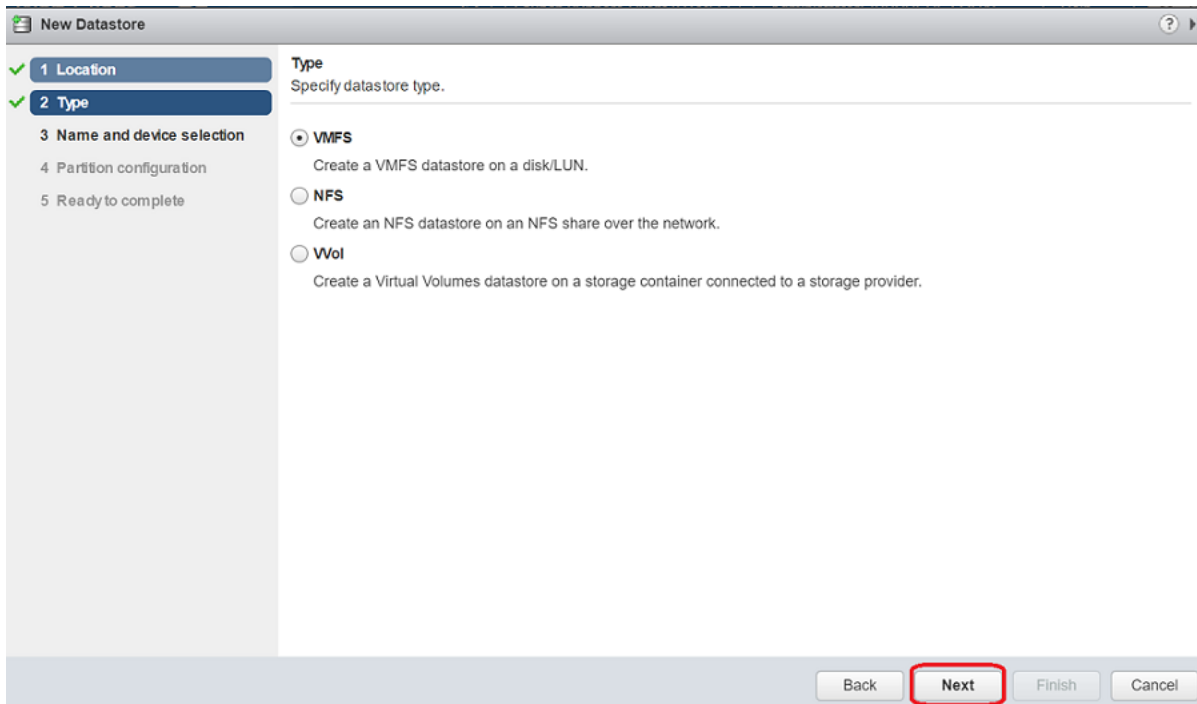 New Datastore
?
1 Location
2 Type
3 Name and device selection
4 Partition configuration
5 Ready to complete
Type
Specify datastore type.
VMFS
Create a VMFS datastore on a disk/LUN.
NFS
Create an NFS datastore on an NFS share over the network.
VVol
Create a Virtual Volumes datastore on a storage container connected to a storage provider.
Back Next Finish Cancel